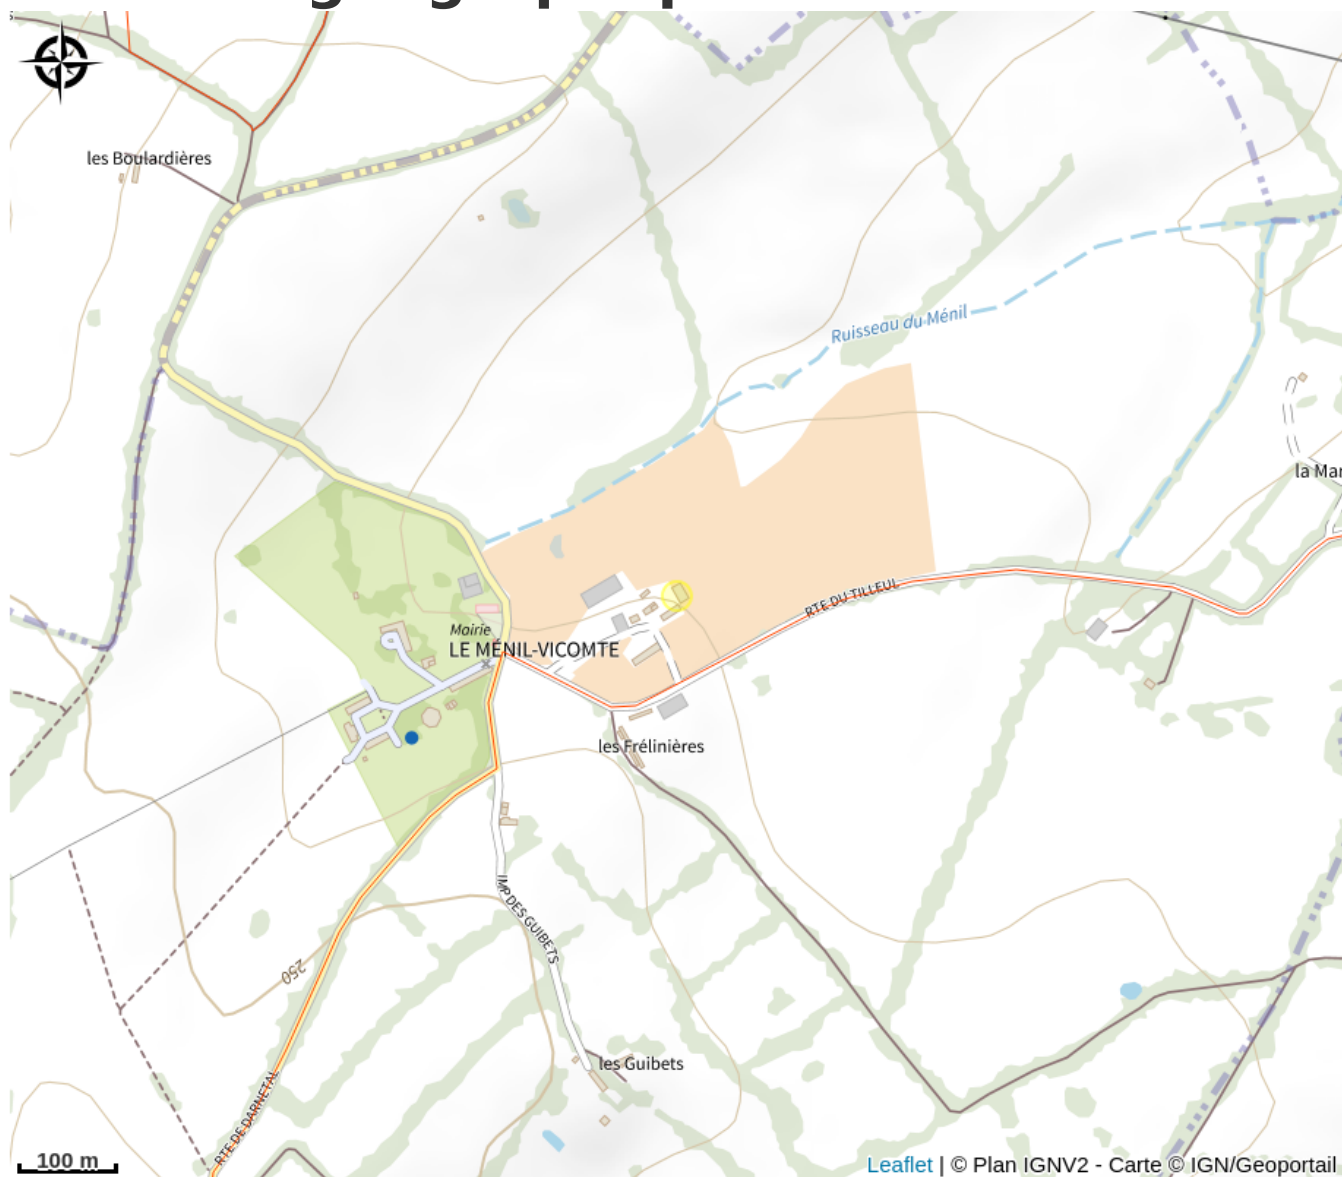 les Boulardières
Ruisseau du Ménil
RTE DU TILLEUL
Mairie
LE MÉNIL-VICOMTE
les Frélinières
IMP DES GUIBETS
250
les Guibets
RTE DE DARNETAL
la Mar
100 m
Leaflet | © Plan IGNV2 - Carte © IGN/Geoportail